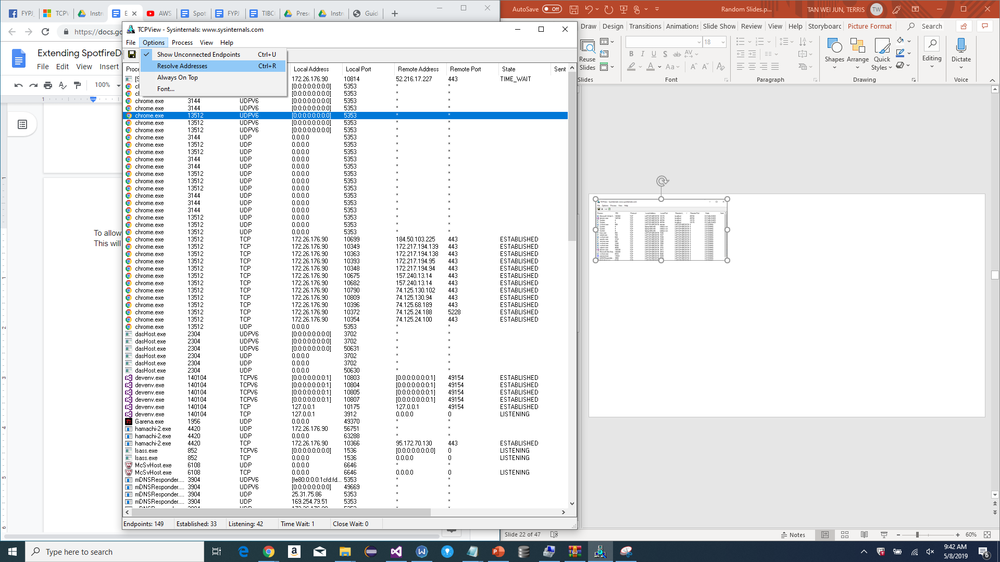 FYPJ
TCPV
Instru
E
AWS
Spotf
FYPJ
TIBC
Prese
Instru
Guid
https://docs.gc
Extending SpotfireD
File Edit View Insert
100%
To allow
This will
TCPView - Sysinternals: www.sysinternals.com
File Options Process View Help
Show Unconnected Endpoints Ctrl+U
Resolve Addresses Ctrl+R
Always On Top
Font...
Proce Local Address Local Port Remote Address Remote Port State Sent
[S 172.26.176.90 10814 52.216.17.227 443 TIME_WAIT
cl [0:0:0:0:0:0:0:0] 5353 * *
cl [0:0:0:0:0:0:0:0] 5353 * *
chrome.exe 3144 UDPV6 [0:0:0:0:0:0:0:0] 5353 * *
chrome.exe 3144 UDPV6 [0:0:0:0:0:0:0:0] 5353 * *
chrome.exe 13512 UDPV6 [0:0:0:0:0:0:0:0] 5353 * *
chrome.exe 13512 UDPV6 [0:0:0:0:0:0:0:0] 5353 * *
chrome.exe 13512 UDPV6 [0:0:0:0:0:0:0:0] 5353 * *
chrome.exe 3144 UDP 0.0.0.0 5353 * *
chrome.exe 13512 UDP 0.0.0.0 5353 * *
chrome.exe 13512 UDP 0.0.0.0 5353 * *
chrome.exe 3144 UDP 0.0.0.0 5353 * *
chrome.exe 3144 UDP 0.0.0.0 5353 * *
chrome.exe 13512 UDP 0.0.0.0 5353 * *
chrome.exe 13512 UDP 0.0.0.0 5353 * *
chrome.exe 13512 UDP 0.0.0.0 5353 * *
chrome.exe 3144 UDP 0.0.0.0 5353 * *
chrome.exe 3144 UDP 0.0.0.0 5353 * *
chrome.exe 3144 UDP 0.0.0.0 5353 * *
chrome.exe 13512 UDP 0.0.0.0 5353 * *
chrome.exe 13512 UDP 0.0.0.0 5353 * *
chrome.exe 13512 UDP 0.0.0.0 5353 * *
chrome.exe 13512 TCP 172.26.176.90 10699 184.50.103.225 443 ESTABLISHED
chrome.exe 13512 TCP 172.26.176.90 10349 172.217.194.139 443 ESTABLISHED
chrome.exe 13512 TCP 172.26.176.90 10363 172.217.194.138 443 ESTABLISHED
chrome.exe 13512 TCP 172.26.176.90 10393 172.217.194.95 443 ESTABLISHED
chrome.exe 13512 TCP 172.26.176.90 10348 172.217.194.94 443 ESTABLISHED
chrome.exe 13512 TCP 172.26.176.90 10675 157.240.13.14 443 ESTABLISHED
chrome.exe 13512 TCP 172.26.176.90 10682 157.240.13.14 443 ESTABLISHED
chrome.exe 13512 TCP 172.26.176.90 10790 74.125.130.102 443 ESTABLISHED
chrome.exe 13512 TCP 172.26.176.90 10809 74.125.130.94 443 ESTABLISHED
chrome.exe 13512 TCP 172.26.176.90 10396 74.125.68.189 443 ESTABLISHED
chrome.exe 13512 TCP 172.26.176.90 10372 74.125.24.188 5228 ESTABLISHED
chrome.exe 13512 TCP 172.26.176.90 10354 74.125.24.100 443 ESTABLISHED
chrome.exe 13512 UDP 0.0.0.0 5353 * *
dasHost.exe 2304 UDPV6 [0:0:0:0:0:0:0:0] 3702 * *
dasHost.exe 2304 UDPV6 [0:0:0:0:0:0:0:0] 3702 * *
dasHost.exe 2304 UDPV6 [0:0:0:0:0:0:0:0] 50631 * *
dasHost.exe 2304 UDP 0.0.0.0 3702 * *
dasHost.exe 2304 UDP 0.0.0.0 3702 * *
dasHost.exe 2304 UDP 0.0.0.0 50630 * *
devenv.exe 140104 TCPV6 [0:0:0:0:0:0:0:1] 10803 [0:0:0:0:0:0:0:1] 49154 ESTABLISHED
devenv.exe 140104 TCPV6 [0:0:0:0:0:0:0:1] 10804 [0:0:0:0:0:0:0:1] 49154 ESTABLISHED
devenv.exe 140104 TCPV6 [0:0:0:0:0:0:0:1] 10805 [0:0:0:0:0:0:0:1] 49154 ESTABLISHED
devenv.exe 140104 TCPV6 [0:0:0:0:0:0:0:1] 10807 [0:0:0:0:0:0:0:1] 49154 ESTABLISHED
devenv.exe 140104 TCP 127.0.0.1 10175 127.0.0.1 49154 ESTABLISHED
devenv.exe 140104 TCP 127.0.0.1 3912 0.0.0.0 0 LISTENING
Garena.exe 1956 UDP 0.0.0.0 49370 * *
hamachi-2.exe 4420 UDP 172.26.176.90 56751 * *
hamachi-2.exe 4420 UDP 0.0.0.0 63288 * *
hamachi-2.exe 4420 TCP 172.26.176.90 10366 95.172.70.130 443 ESTABLISHED
lsass.exe 852 TCPV6 [0:0:0:0:0:0:0:0] 1536 [0:0:0:0:0:0:0:0] 0 LISTENING
lsass.exe 852 TCP 0.0.0.0 1536 0.0.0.0 0 LISTENING
McSvHost.exe 6108 UDP 0.0.0.0 6646 * *
McSvHost.exe 6108 TCP 0.0.0.0 6646 0.0.0.0 0 LISTENING
mDNSResponder.... 3904 UDPV6 [fe80:0:0:0:1cfd:fd... 5353 * *
mDNSResponder.... 3904 UDPV6 [0:0:0:0:0:0:0:0] 49669 * *
mDNSResponder.... 3904 UDP 25.31.75.86 5353 * *
mDNSResponder.... 3904 UDP 169.254.79.51 5353 * *
Endpoints: 149 Established: 33 Listening: 42 Time Wait: 1 Close Wait: 0
AutoSave Off
Random Slides.p...
TAN WEI JUN, TERRIS TW
Draw Design Transitions Animations Slide Show Review View Help Storyboarc Picture Format Search
18
Reuse
Slides
Slides
B I U S ab AV
Aa
Font
Paragraph
Shapes Arrange Quick
Styles
Drawing
Editing
Dictate
Voice
TCPView - Sysinternals: www.sysinternals.com
File Options Process View Help
Slide 22 of 47
Notes
60%
Type here to search
9:42 AM
5/8/2019
6